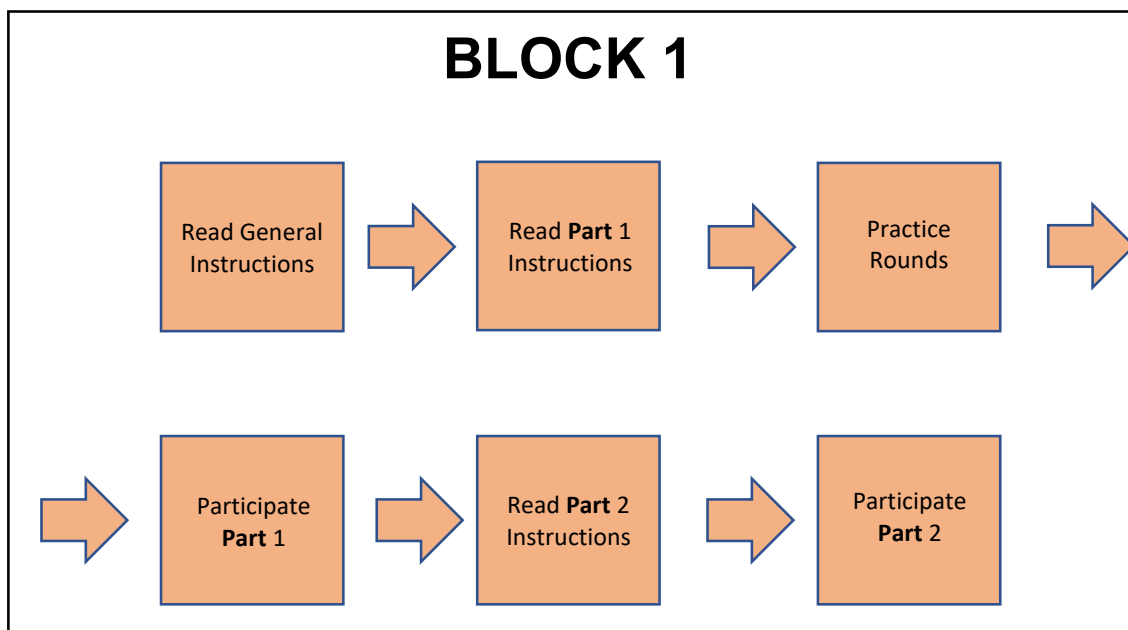 BLOCK 1
Read General
Instructions
Read Part 1
Instructions
Practice
Rounds
Participate
Part 1
Read Part 2
Instructions
Participate
Part 2